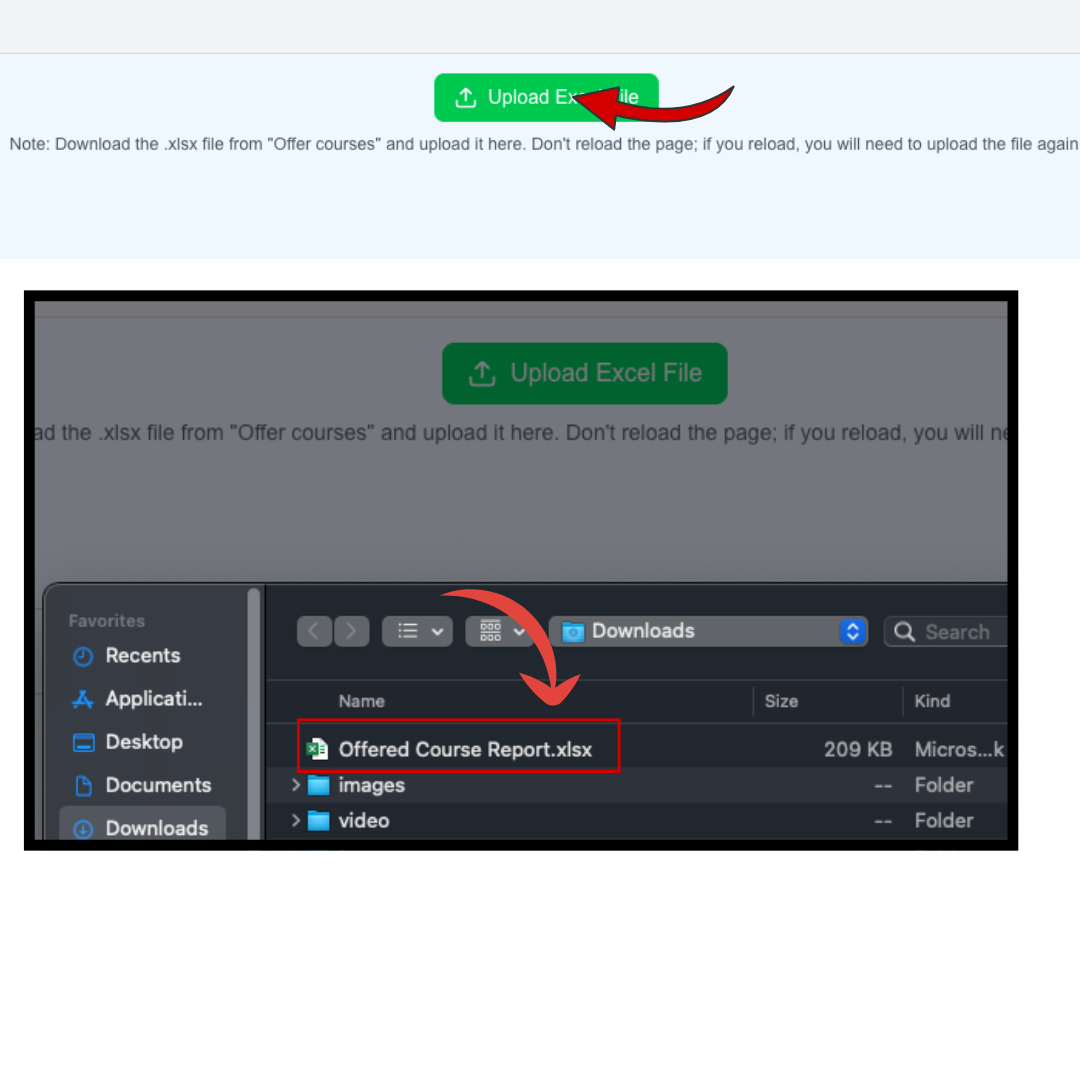 Upload Ex ile
Note: Download the .xlsx file from "Offer courses" and upload it here. Don't reload the page; if you reload, you will need to upload the file again
Upload Excel File
ad the .xlsx file from "Offer courses" and upload it here. Don't reload the page; if you reload, you will ne
Favorites
Recents
Applicati...
Desktop
Documents
Downloads
Downloads
Search
Name Size Kind
Offered Course Report.xlsx 209 KB Micros...k
images -- Folder
video -- Folder